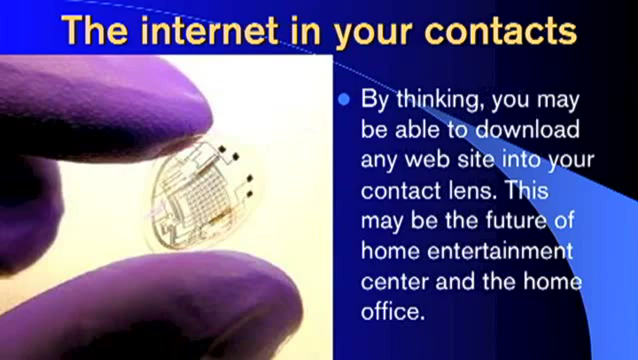 The internet in your contacts
By thinking, you may
be able to download
any web site into your
contact lens. This
may be the future of
home entertainment
center and the home
office.